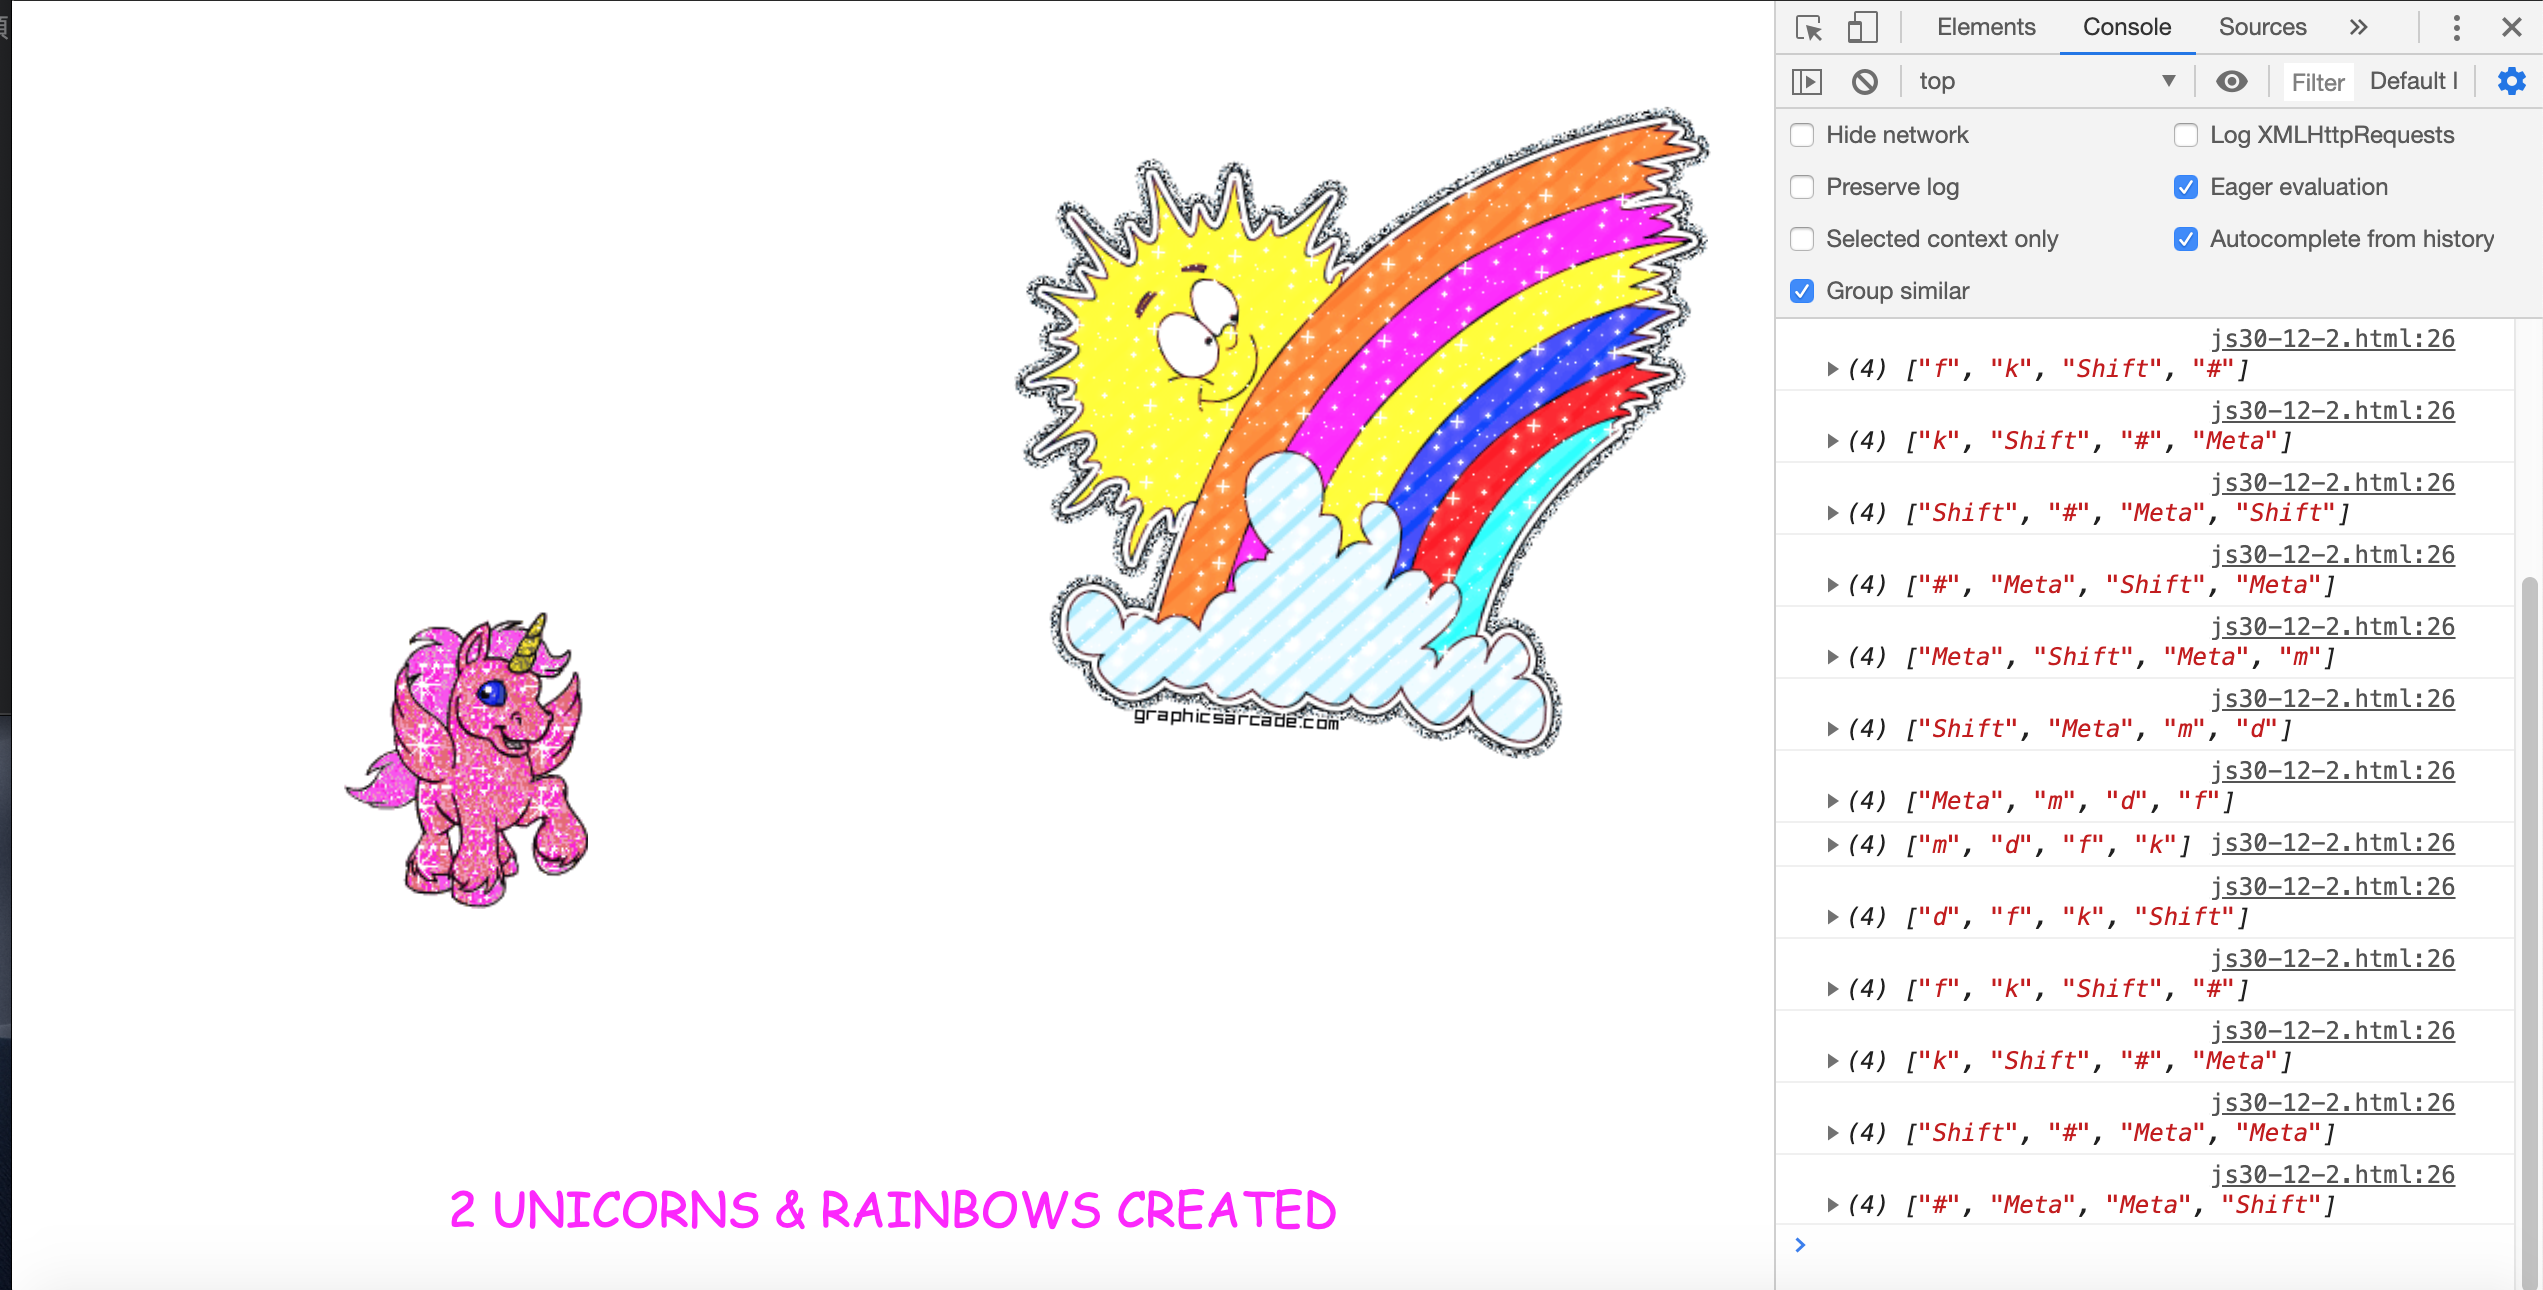 graphicsarcade.com
2 UNICORNS & RAINBOWS CREATED
Elements Console Sources
top Filter Default l
Hide network Log XMLHttpRequests
Preserve log Eager evaluation
Selected context only Autocomplete from history
Group similar
js30-12-2.html:26
(4) ["f", "k", "Shift", "#"]
js30-12-2.html:26
(4) ["k", "Shift", "#", "Meta"]
js30-12-2.html:26
(4) ["Shift", "#", "Meta", "Shift"]
js30-12-2.html:26
(4) ["#", "Meta", "Shift", "Meta"]
js30-12-2.html:26
(4) ["Meta", "Shift", "Meta", "m"]
js30-12-2.html:26
(4) ["Shift", "Meta", "m", "d"]
js30-12-2.html:26
(4) ["Meta", "m", "d", "f"]
(4) ["m", "d", "f", "k"] js30-12-2.html:26
js30-12-2.html:26
(4) ["d", "f", "k", "Shift"]
js30-12-2.html:26
(4) ["f", "k", "Shift", "#"]
js30-12-2.html:26
(4) ["k", "Shift", "#", "Meta"]
js30-12-2.html:26
(4) ["Shift", "#", "Meta", "Meta"]
js30-12-2.html:26
(4) ["#", "Meta", "Meta", "Shift"]